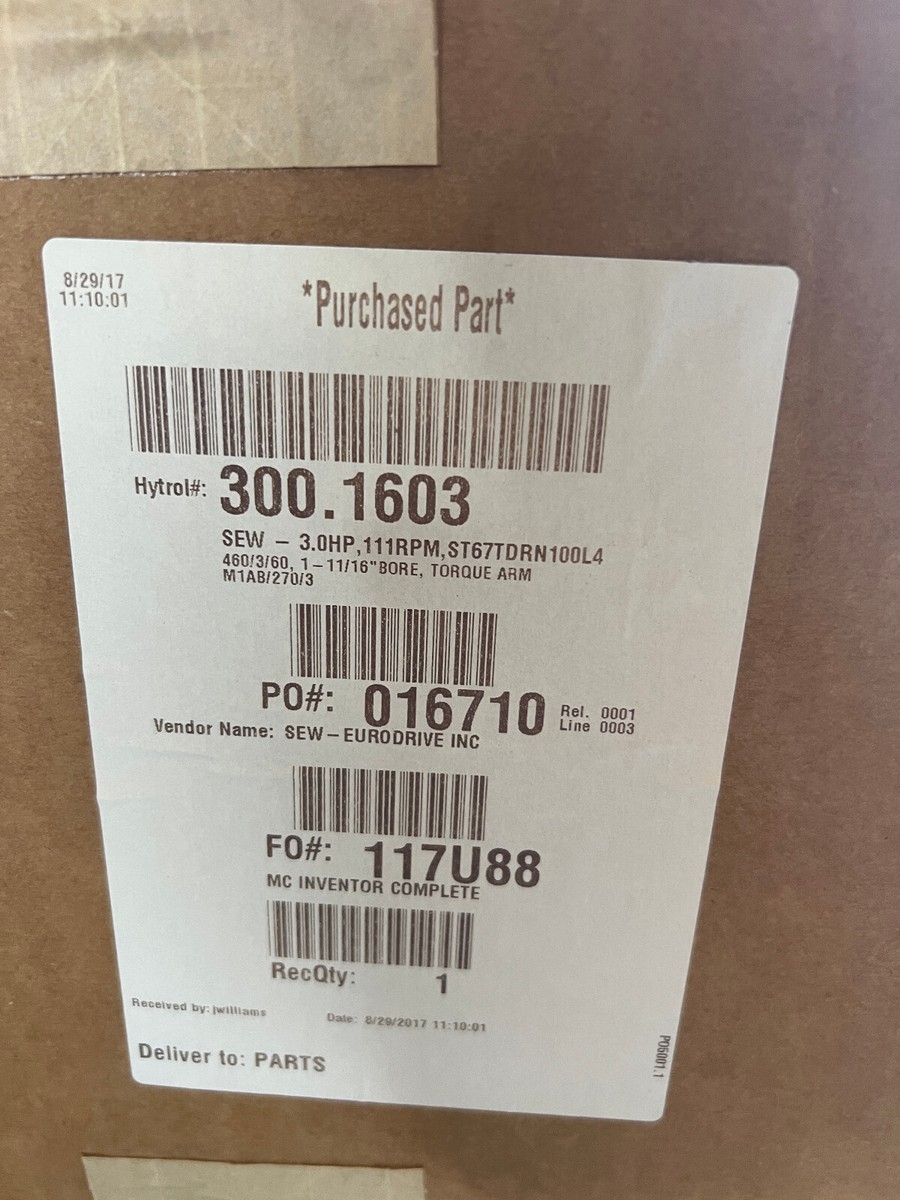 8/29/17
11:10:01
*Purchased Part*
Hytrol#: 300.1603
SEW - 3.0HP,111RPM,ST67TDRN100L4
460/3/60, 1-11/16"BORE, TORQUE ARM
M1AB/270/3
PO#: 016710 Rel. 0001
Line 0003
Vendor Name: SEW-EURODRIVE INC
FO#: 117U88
MC INVENTOR COMPLETE
RecQty: 1
Received by: jwilliams Date: 8/29/2017 11:10:01
Deliver to: PARTS
PO6001.1